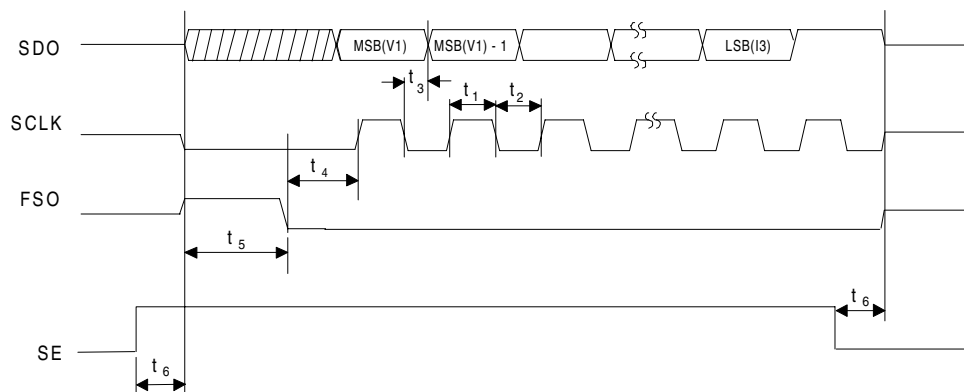 SDO
MSB(V1)
MSB(V1) - 1
LSB(I3)
t3
t1
t2
SCLK
t4
FSO
t5
t6
SE
t6